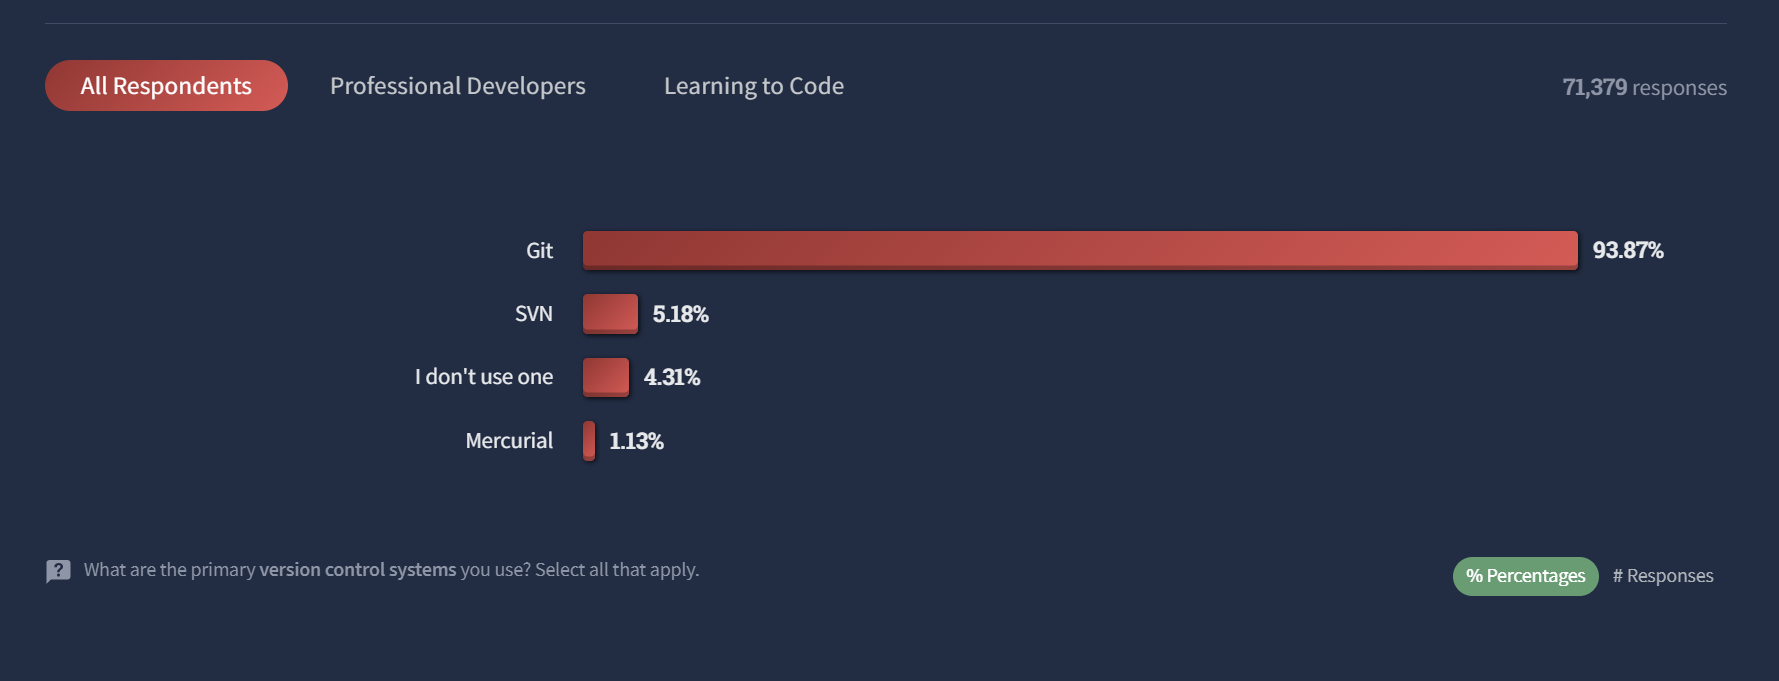 All Respondents Professional Developers Learning to Code 71,379 responses
Git 93.87%
SVN 5.18%
I don't use one 4.31%
Mercurial 1.13%
? What are the primary version control systems you use? Select all that apply.
% Percentages # Responses